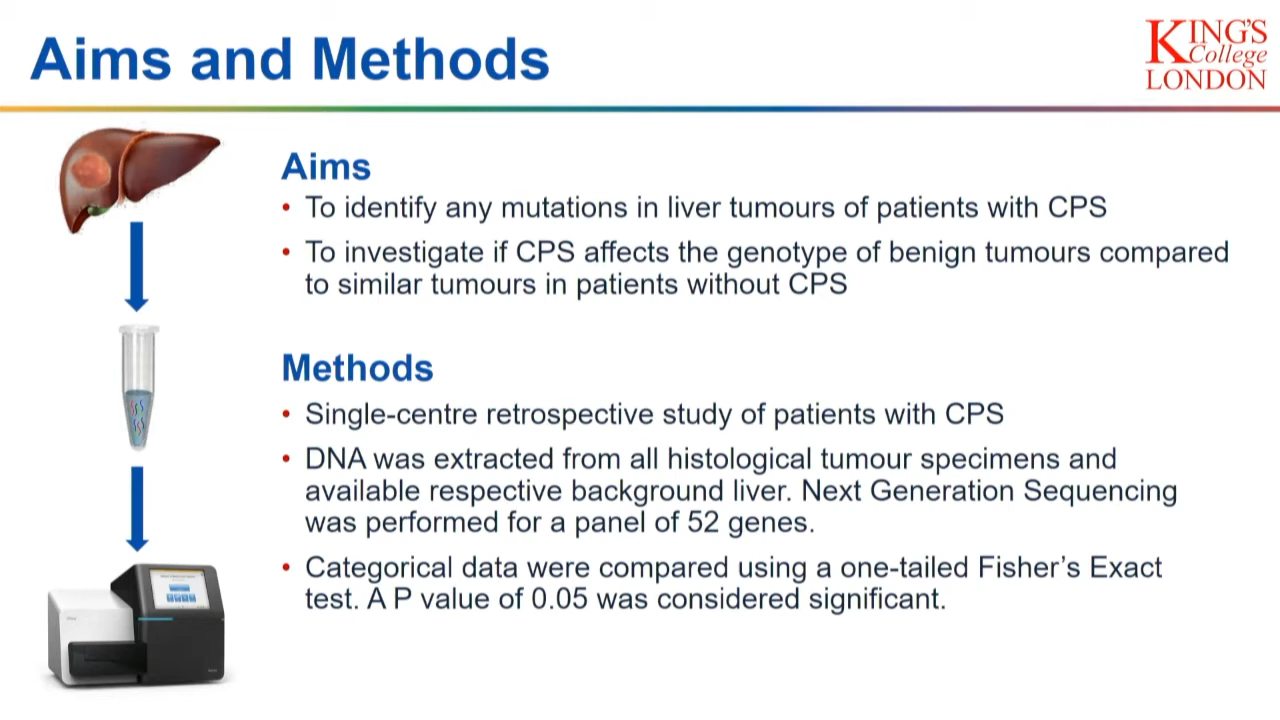 Aims and Methods
KING'S
College
LONDON
Aims
• To identify any mutations in liver tumours of patients with CPS
• To investigate if CPS affects the genotype of benign tumours compared
to similar tumours in patients without CPS
Methods
• Single-centre retrospective study of patients with CPS
• DNA was extracted from all histological tumour specimens and
available respective background liver. Next Generation Sequencing
was performed for a panel of 52 genes.
• Categorical data were compared using a one-tailed Fisher’s Exact
test. A P value of 0.05 was considered significant.